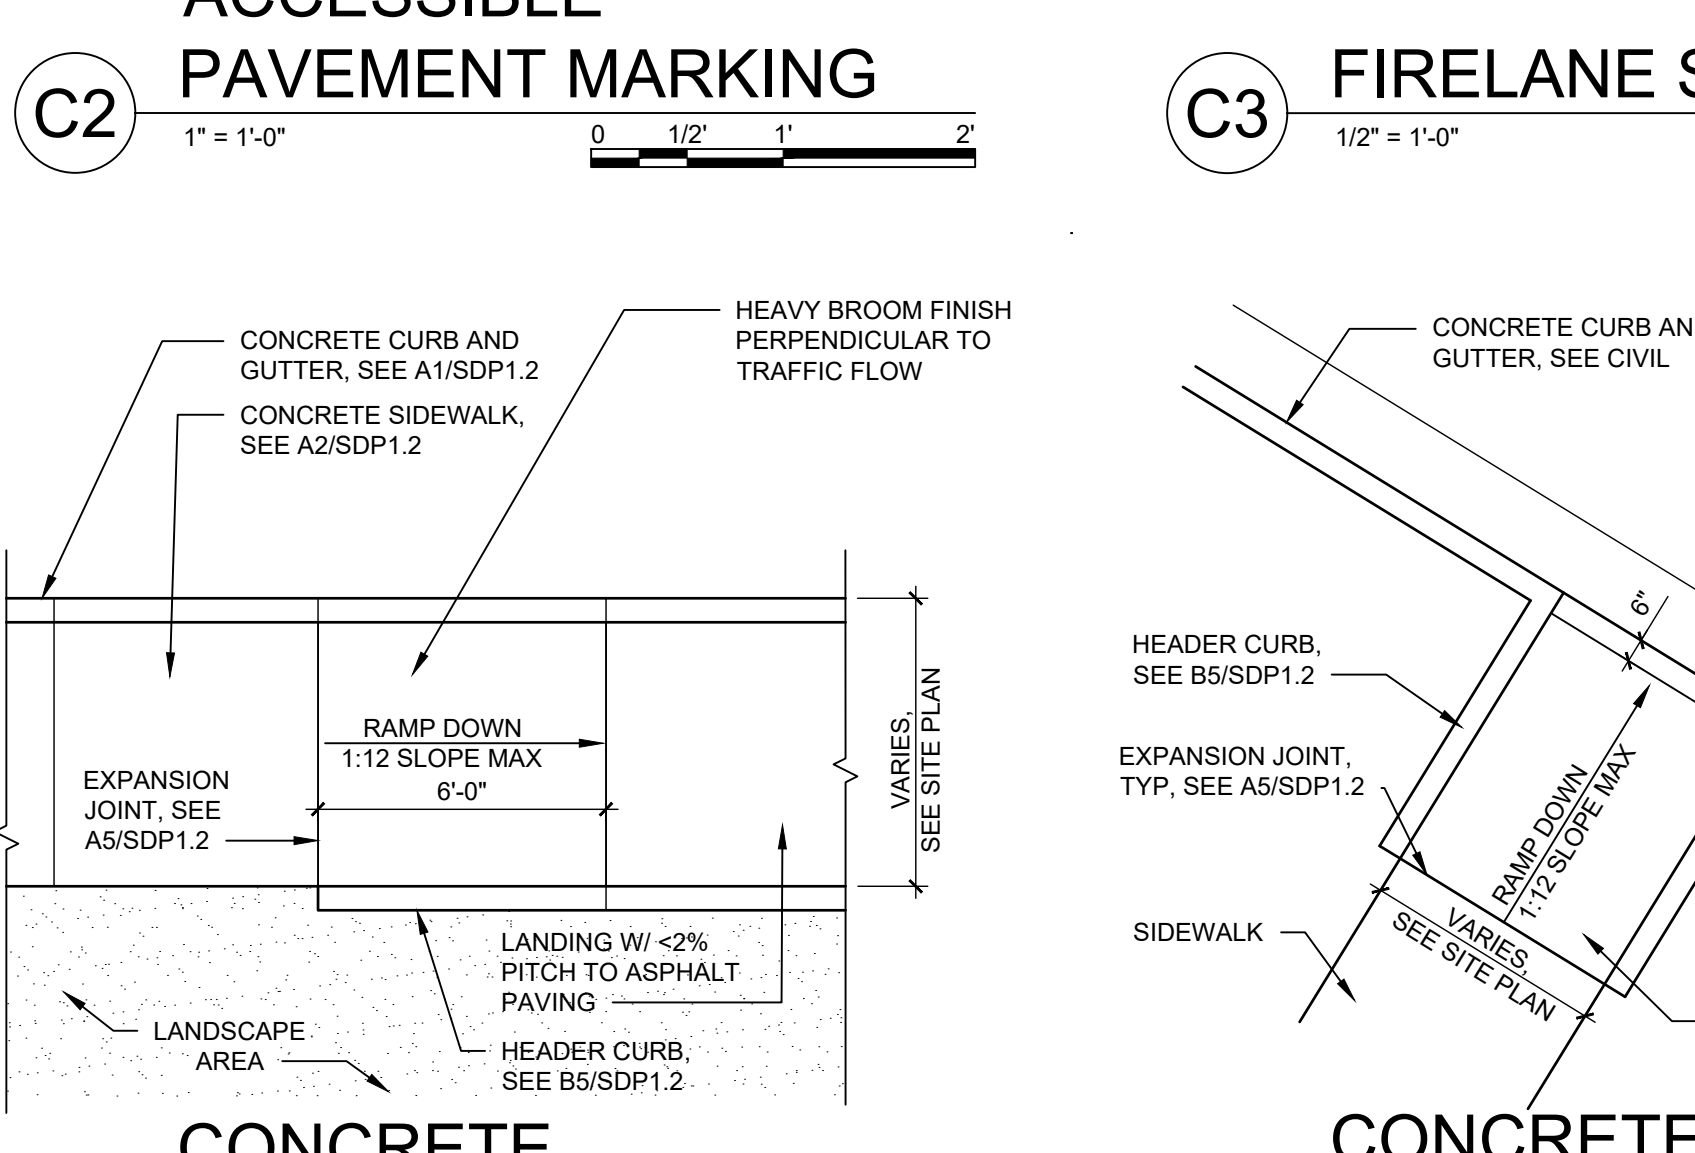 ACCESSIBLE
PAVEMENT MARKING
C2
1" = 1'-0"
0 1/2' 1' 2'
FIRELANE S
C3
1/2" = 1'-0"
CONCRETE CURB AND
GUTTER, SEE A1/SDP1.2
CONCRETE SIDEWALK,
SEE A2/SDP1.2
HEAVY BROOM FINISH
PERPENDICULAR TO
TRAFFIC FLOW
RAMP DOWN
1:12 SLOPE MAX
6'-0"
EXPANSION
JOINT, SEE
A5/SDP1.2
VARIES,
SEE SITE PLAN
LANDING W/ <2%
PITCH TO ASPHALT
PAVING
LANDSCAPE
AREA
HEADER CURB,
SEE B5/SDP1.2
CONCRETE
CONCRETE CURB AN
GUTTER, SEE CIVIL
6"
HEADER CURB,
SEE B5/SDP1.2
EXPANSION JOINT,
TYP, SEE A5/SDP1.2
RAMP DOWN
1:12 SLOPE MAX
SIDEWALK
VARIES,
SEE SITE PLAN
CONCRETE